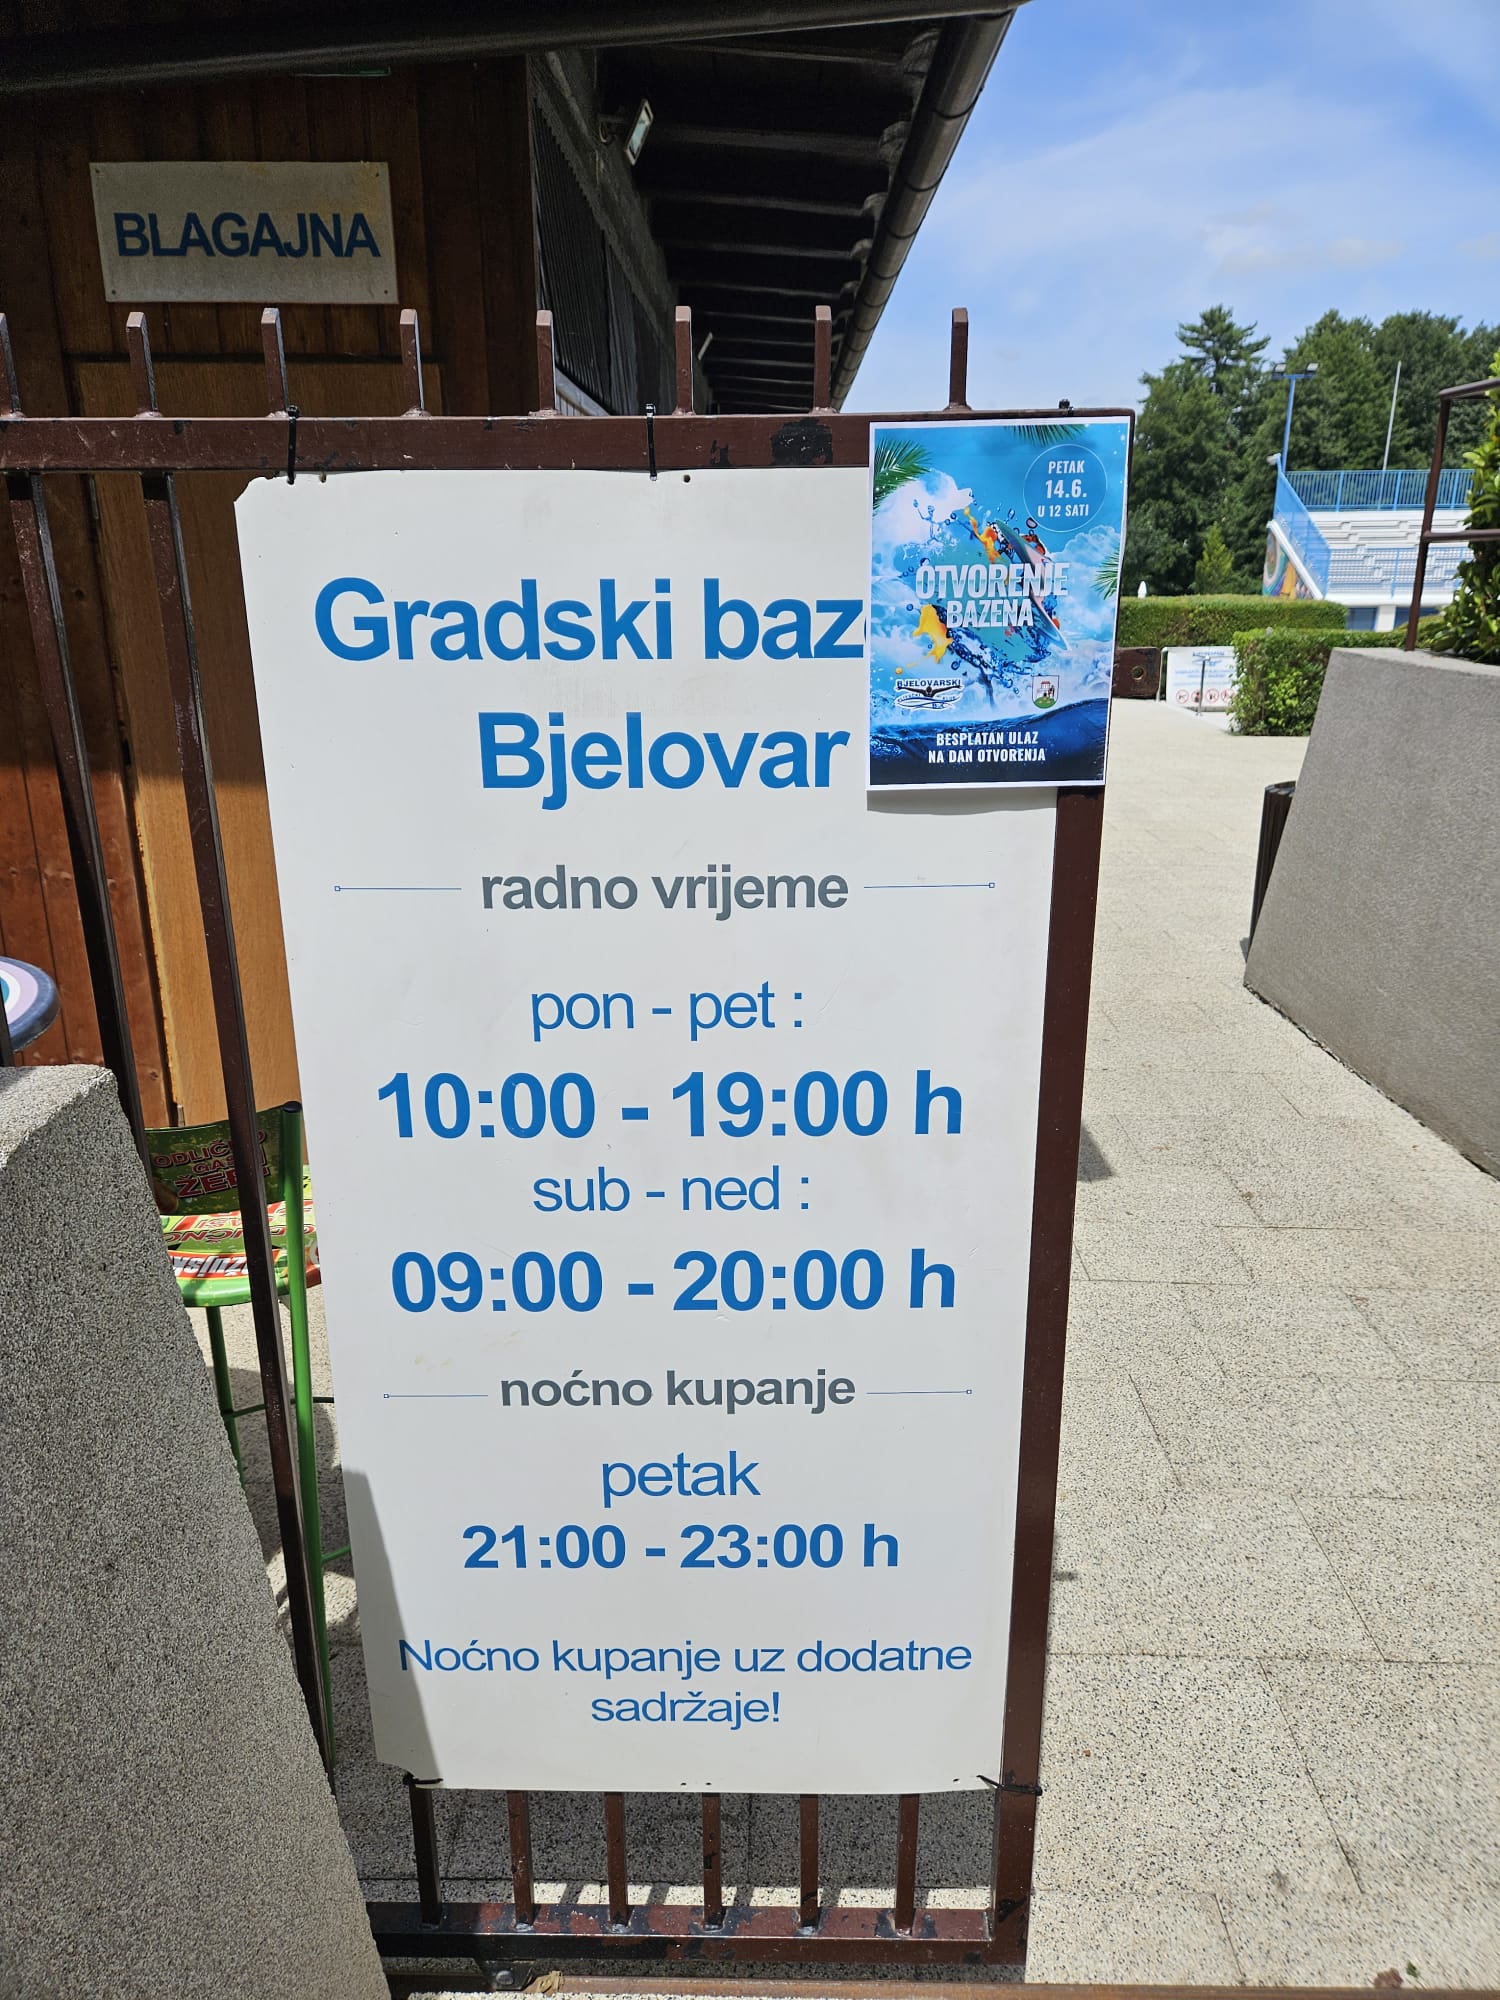 BLAGAJNA
Gradski baz
Bjelovar
radno vrijeme
pon - pet :
10:00 - 19:00 h
sub - ned :
09:00 - 20:00 h
noćno kupanje
petak
21:00 - 23:00 h
Noćno kupanje uz dodatne
sadržaje!
PETAK
14.6.
U 12 SATI
OTVORENJE
BAZENA
BJELOVARSKI
BESPLATAN ULAZ
NA DAN OTVORENJA